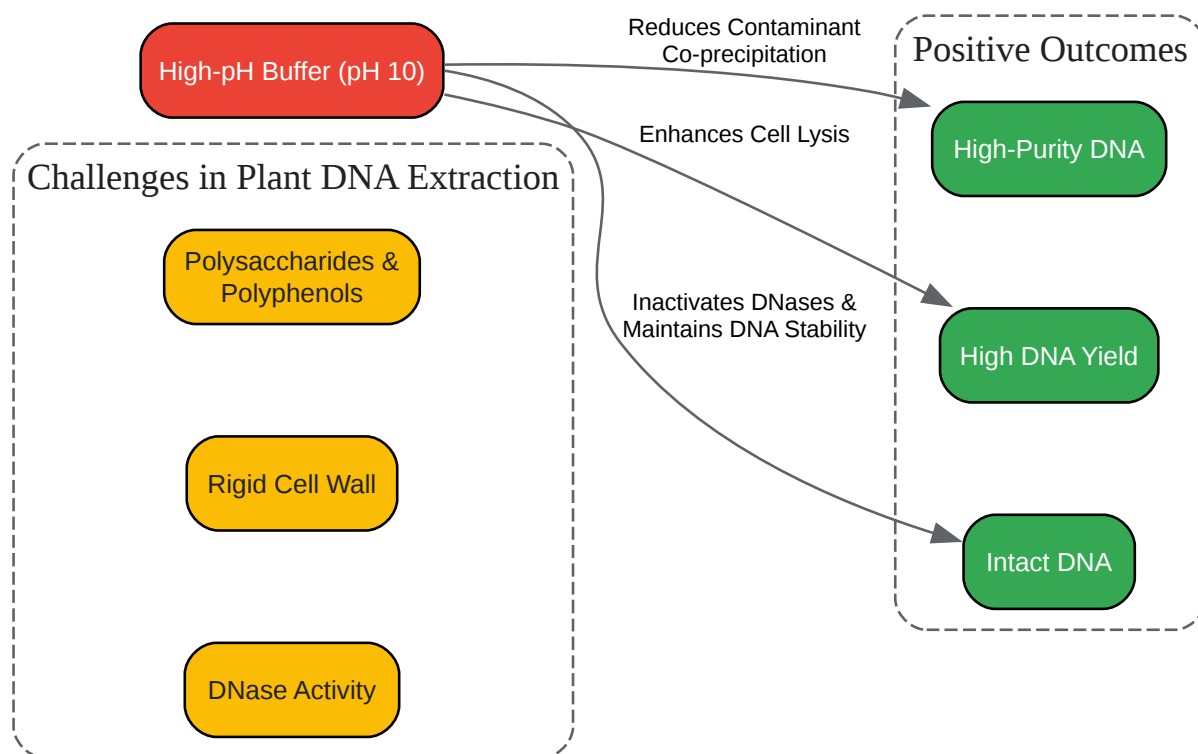 High-pH Buffer (pH 10)
Reduces Contaminant
Co-precipitation
Enhances Cell Lysis
Inactivates DNases &
Maintains DNA Stability
Challenges in Plant DNA Extraction
Polysaccharides &
Polyphenols
Rigid Cell Wall
DNase Activity
Positive Outcomes
High-Purity DNA
High DNA Yield
Intact DNA